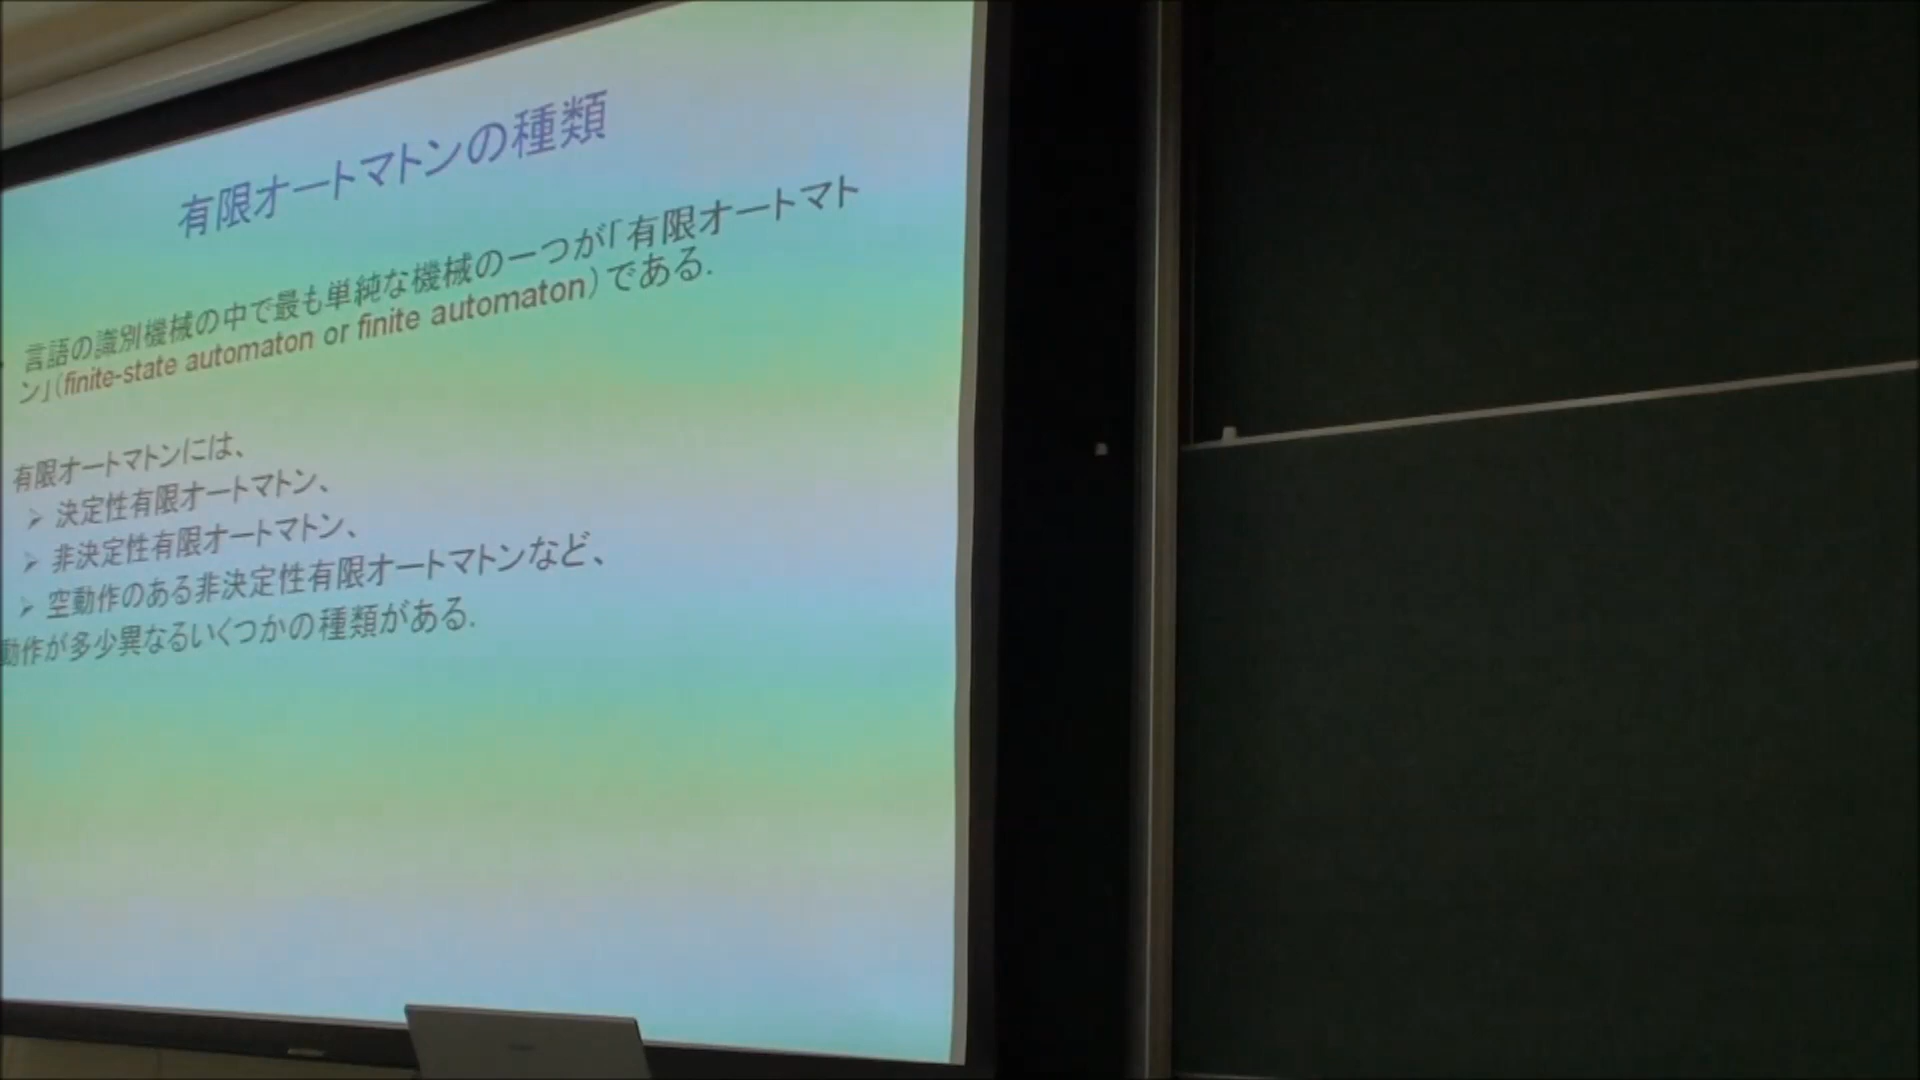 有限オートマトンの種類
言語の識別機械の中で最も単純な機械の一つが「有限オートマト
ン」(finite-state automaton or finite automaton)である.
有限オートマトンには、
➢ 決定性有限オートマトン、
➢ 非決定性有限オートマトン、
➢ 空動作のある非決定性有限オートマトンなど、
動作が多少異なるいくつかの種類がある.